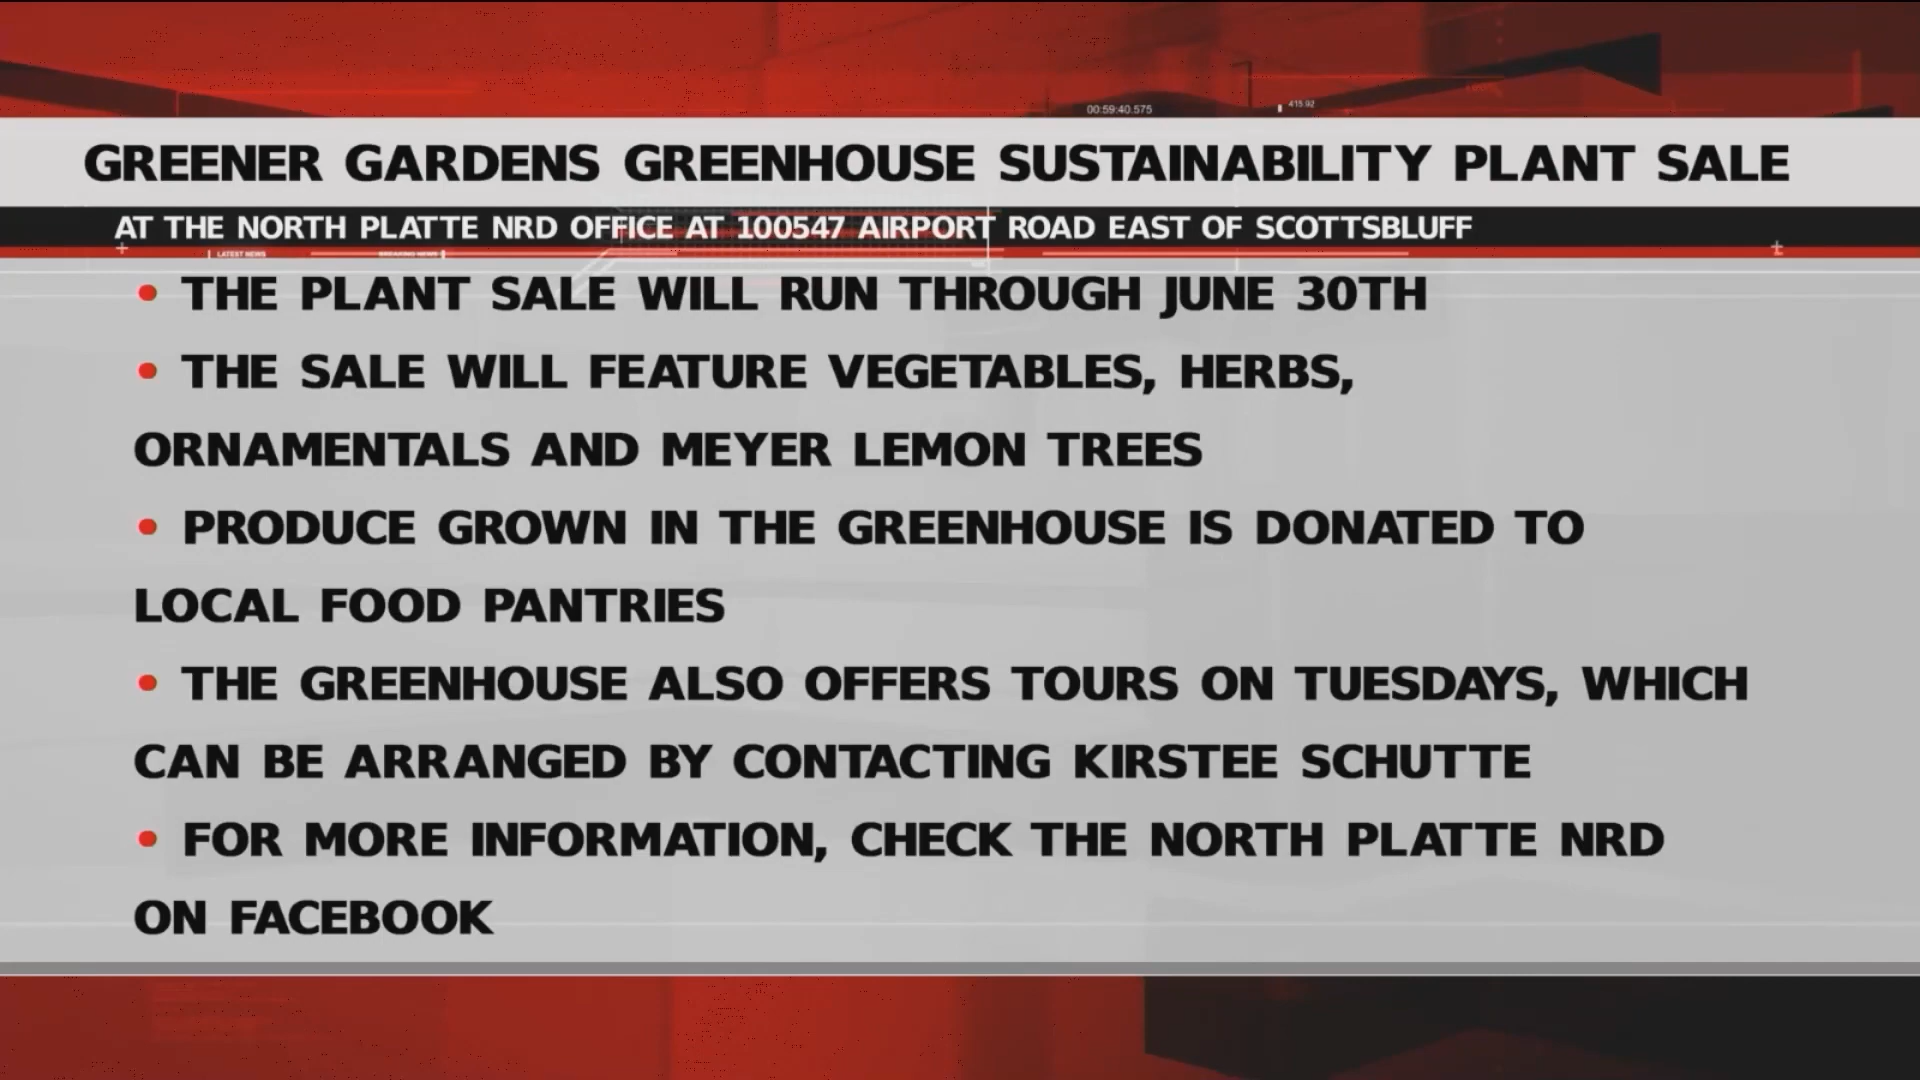 00:59:40.575
415.92
GREENER GARDENS GREENHOUSE SUSTAINABILITY PLANT SALE
AT THE NORTH PLATTE NRD OFFICE AT 100547 AIRPORT ROAD EAST OF SCOTTSBLUFF
LATEST NEWS
BREAKING NEWS
• THE PLANT SALE WILL RUN THROUGH JUNE 30TH
• THE SALE WILL FEATURE VEGETABLES, HERBS,
ORNAMENTALS AND MEYER LEMON TREES
• PRODUCE GROWN IN THE GREENHOUSE IS DONATED TO
LOCAL FOOD PANTRIES
• THE GREENHOUSE ALSO OFFERS TOURS ON TUESDAYS, WHICH
CAN BE ARRANGED BY CONTACTING KIRSTEE SCHUTTE
• FOR MORE INFORMATION, CHECK THE NORTH PLATTE NRD
ON FACEBOOK